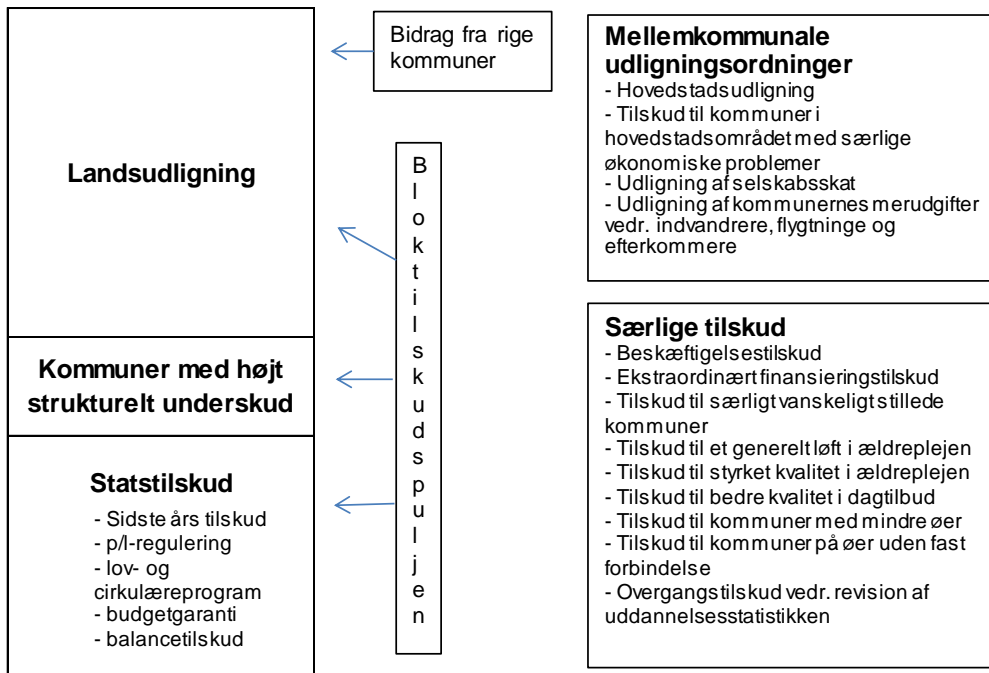 Landsudligning
Kommuner med højt
strukturelt underskud
Statstilskud
- Sidste års tilskud
- p/l-regulering
- lov- og
cirkulæreprogram
- budgetgaranti
- balancetilskud
Bidrag fra rige
kommuner
Bloktilskudspuljen
Mellemkommunale
udligningsordninger
- Hovedstadsudligning
- Tilskud til kommuner i
hovedstadsområdet med særlige
økonomiske problemer
- Udligning af selskabsskat
- Udligning af kommunernes merudgifter
vedr. indvandrere, flygtninge og
efterkommere
Særlige tilskud
- Beskæftigelsestilskud
- Ekstraordinært finansieringstilskud
- Tilskud til særligt vanskeligt stillede
kommuner
- Tilskud til et generelt løft i ældreplejen
- Tilskud til styrket kvalitet i ældreplejen
- Tilskud til bedre kvalitet i dagtilbud
- Tilskud til kommuner med mindre øer
- Tilskud til kommuner på øer uden fast
forbindelse
- Overgangstilskud vedr. revision af
uddannelsesstatistikken